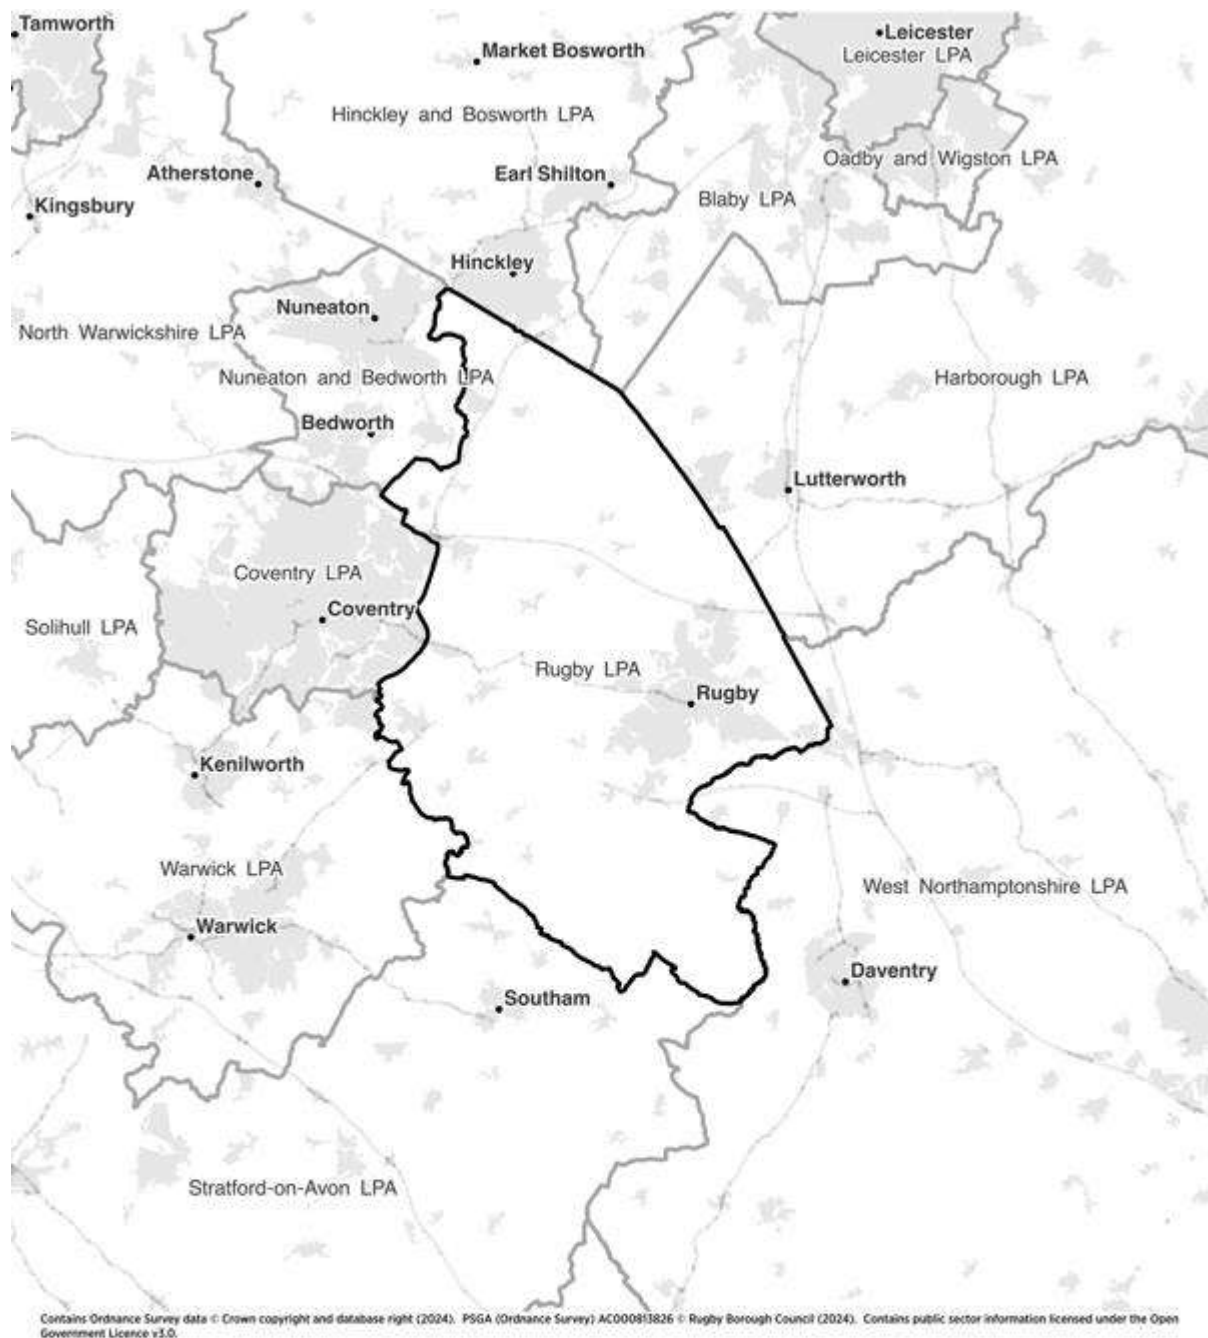 Tamworth
Leicester
Leicester LPA
Market Bosworth
Hinckley and Bosworth LPA
Oadby and Wigston LPA
Atherstone
Earl Shilton
Blaby LPA
Kingsbury
Hinckley
Nuneaton
North Warwickshire LPA
Nuneaton and Bedworth LPA
Harborough LPA
Bedworth
Lutterworth
Coventry LPA
Coventry
Solihull LPA
Rugby LPA
Rugby
Kenilworth
Warwick LPA
West Northamptonshire LPA
Warwick
Daventry
Southam
Stratford-on-Avon LPA
Contains Ordnance Survey data © Crown copyright and database right (2024). PSGA (Ordnance Survey) AC000813826 © Rugby Borough Council (2024). Contains public sector information licensed under the Open
Government Licence v3.0.